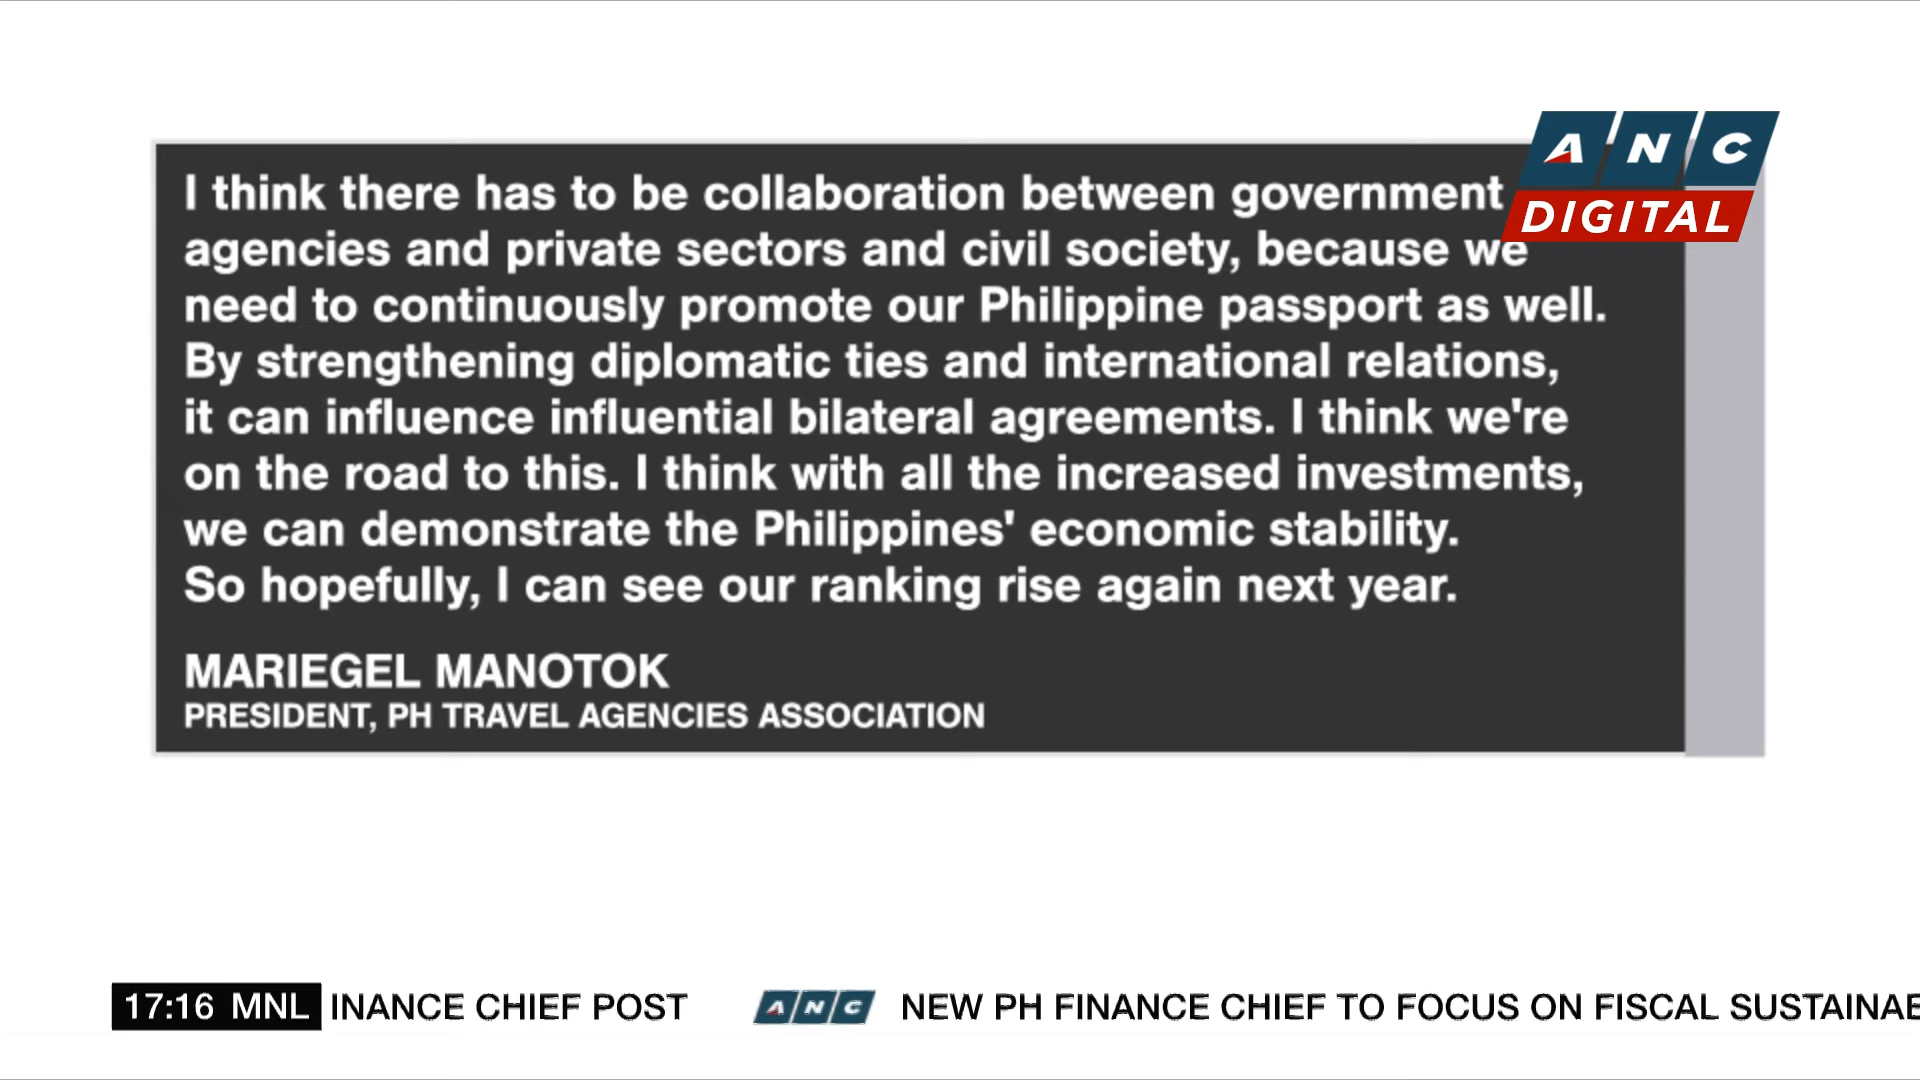 ANC
DIGITAL
I think there has to be collaboration between government
agencies and private sectors and civil society, because we
need to continuously promote our Philippine passport as well.
By strengthening diplomatic ties and international relations,
it can influence influential bilateral agreements. I think we're
on the road to this. I think with all the increased investments,
we can demonstrate the Philippines' economic stability.
So hopefully, I can see our ranking rise again next year.
MARIEGEL MANOTOK
PRESIDENT, PH TRAVEL AGENCIES ASSOCIATION
17:16 MNL INANCE CHIEF POST ANC NEW PH FINANCE CHIEF TO FOCUS ON FISCAL SUSTAINAB